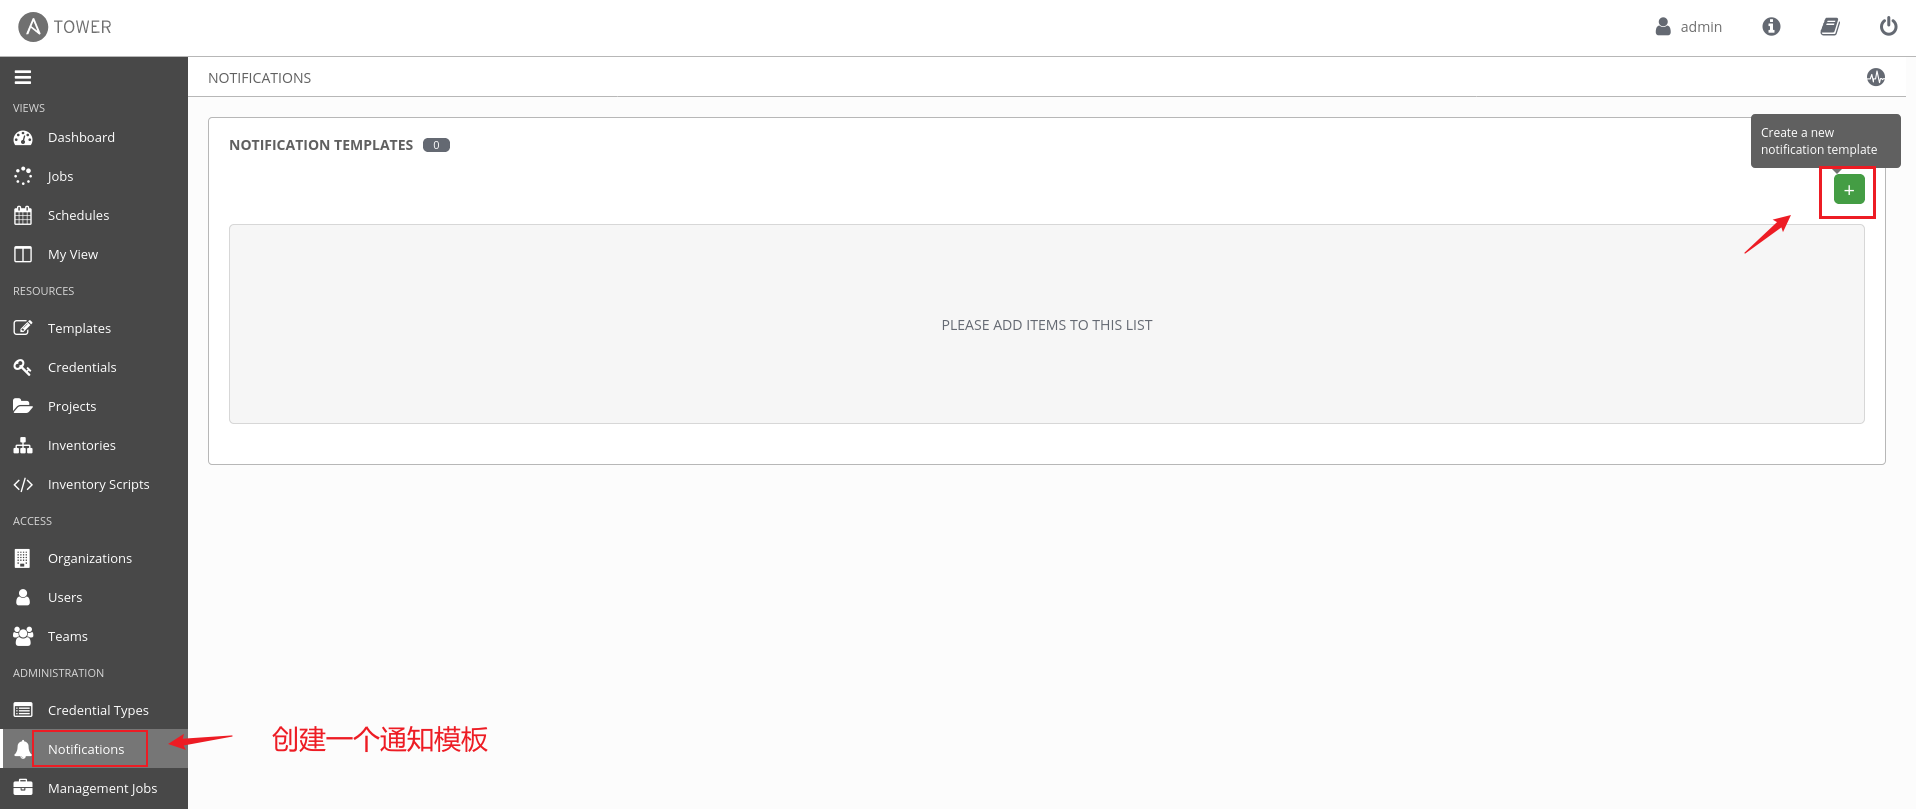 TOWER
admin
NOTIFICATIONS
VIEWS
Dashboard
Jobs
Schedules
My View
RESOURCES
Templates
Credentials
Projects
Inventories
Inventory Scripts
ACCESS
Organizations
Users
Teams
ADMINISTRATION
Credential Types
Notifications
Management Jobs
NOTIFICATION TEMPLATES 0
Create a new
notification template
+
PLEASE ADD ITEMS TO THIS LIST
创建一个通知模板